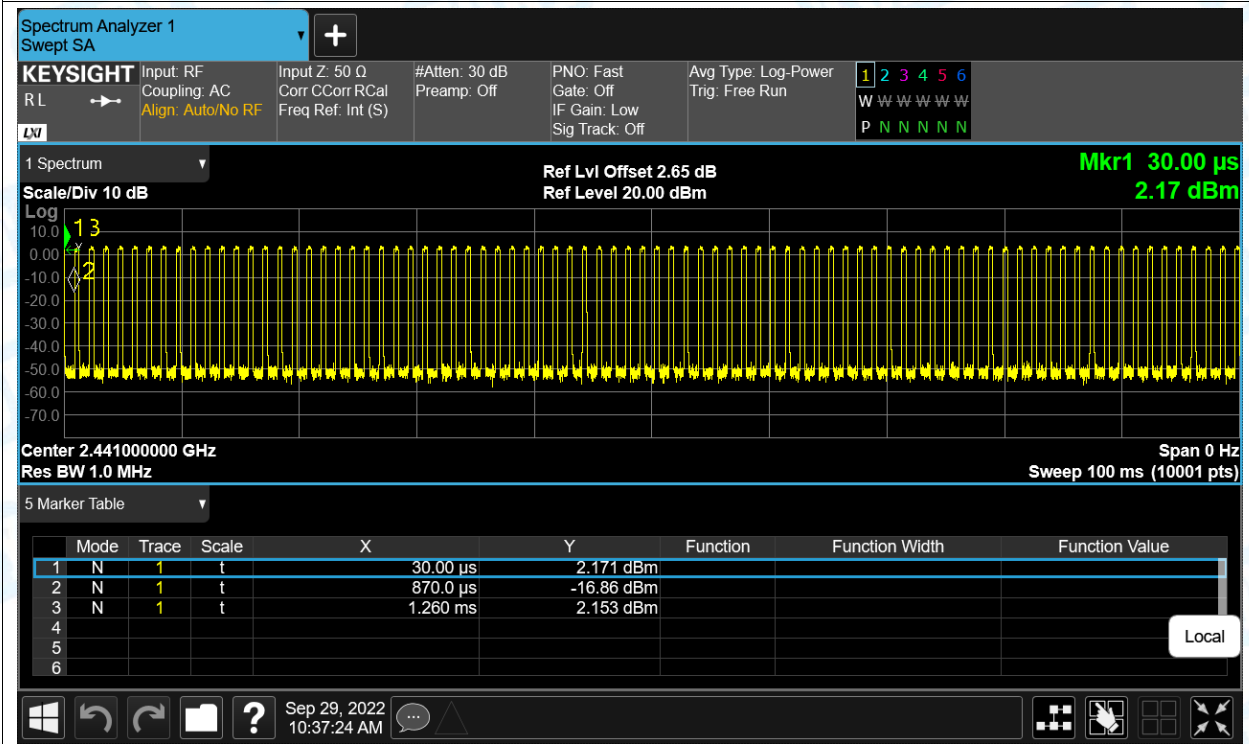 Spectrum Analyzer 1
Swept SA
+
KEYSIGHT Input: RF Input Z: 50 Ω #Atten: 30 dB PNO: Fast Avg Type: Log-Power 1 2 3 4 5 6
R L Coupling: AC Corr CCorr RCal Preamp: Off Gate: Off Trig: Free Run W W W W W W
Align: Auto/No RF Freq Ref: Int (S) IF Gain: Low
LXI Sig Track: Off P N N N N N
1 Spectrum Ref Lvl Offset 2.65 dB Mkr1 30.00 µs
Scale/Div 10 dB Ref Level 20.00 dBm 2.17 dBm
Log
10.0 1 3
0.00
-10.0 2
-20.0
-30.0
-40.0
-50.0
-60.0
-70.0
Center 2.441000000 GHz Span 0 Hz
Res BW 1.0 MHz Sweep 100 ms (10001 pts)
5 Marker Table
Mode Trace Scale X Y Function Function Width Function Value
1 N 1 t 30.00 µs 2.171 dBm
2 N 1 t 870.0 µs -16.86 dBm
3 N 1 t 1.260 ms 2.153 dBm
4
5
6
Local
? Sep 29, 2022
10:37:24 AM